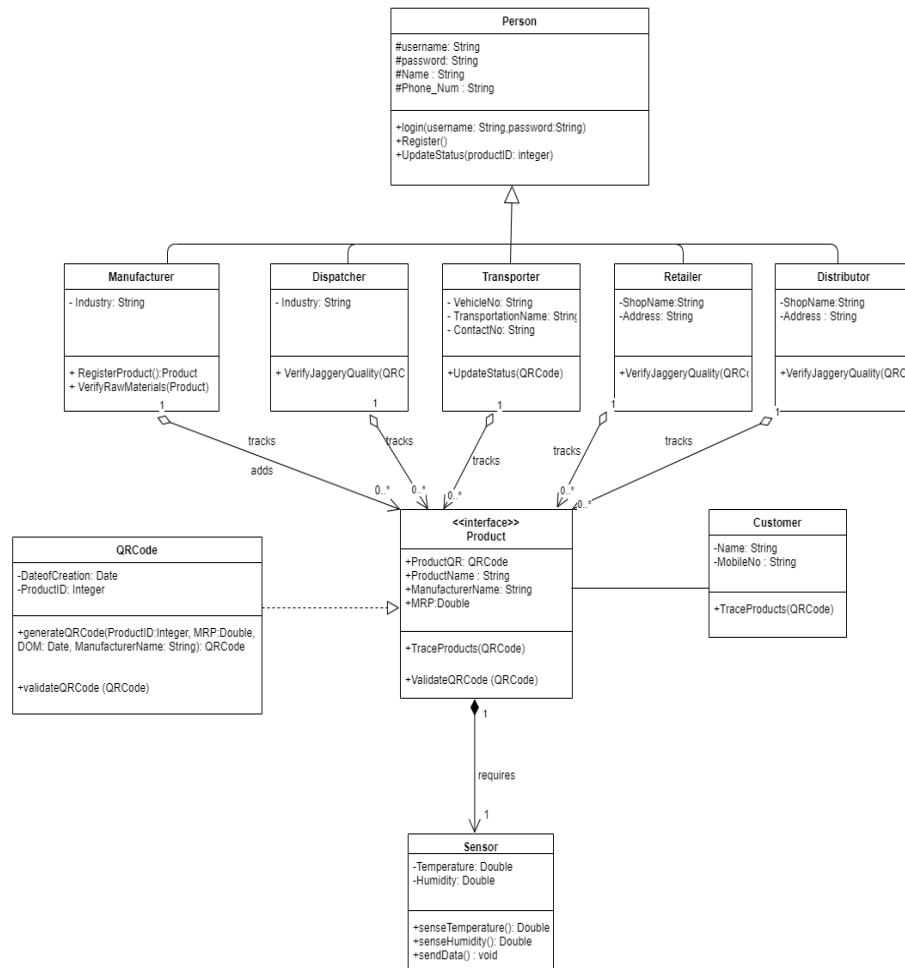 Person
#username: String
#password: String
#Name : String
#Phone_Num : String
+login(username: String,password:String)
+Register()
+UpdateStatus(productID: integer)
Manufacturer
- Industry: String
+ RegisterProduct():Product
+ VerifyRawMaterials(Product)
Dispatcher
- Industry: String
+ VerifyJaggeryQuality(QRC
Transporter
- VehicleNo: String
- TransportationName: String
- ContactNo: String
+UpdateStatus(QRCode)
Retailer
-ShopName:String
-Address: String
+VerifyJaggeryQuality(QRCo
Distributor
-ShopName:String
-Address : String
+VerifyJaggeryQuality(QRC
1
1
1
1
1
tracks
adds
tracks
tracks
tracks
tracks
0..*
0..*
0..*
0..*
0..*
<<interface>>
Product
+ProductQR: QRCode
+ProductName : String
+ManufacturerName: String
+MRP:Double
+TraceProducts(QRCode)
+ValidateQRCode (QRCode)
QRCode
-DateofCreation: Date
-ProductID: Integer
+generateQRCode(ProductID:Integer, MRP:Double,
DOM: Date, ManufacturerName: String): QRCode
+validateQRCode (QRCode)
Customer
-Name: String
-MobileNo : String
+TraceProducts(QRCode)
1
requires
1
Sensor
-Temperature: Double
-Humidity: Double
+senseTemperature(): Double
+senseHumidity(): Double
+sendData() : void